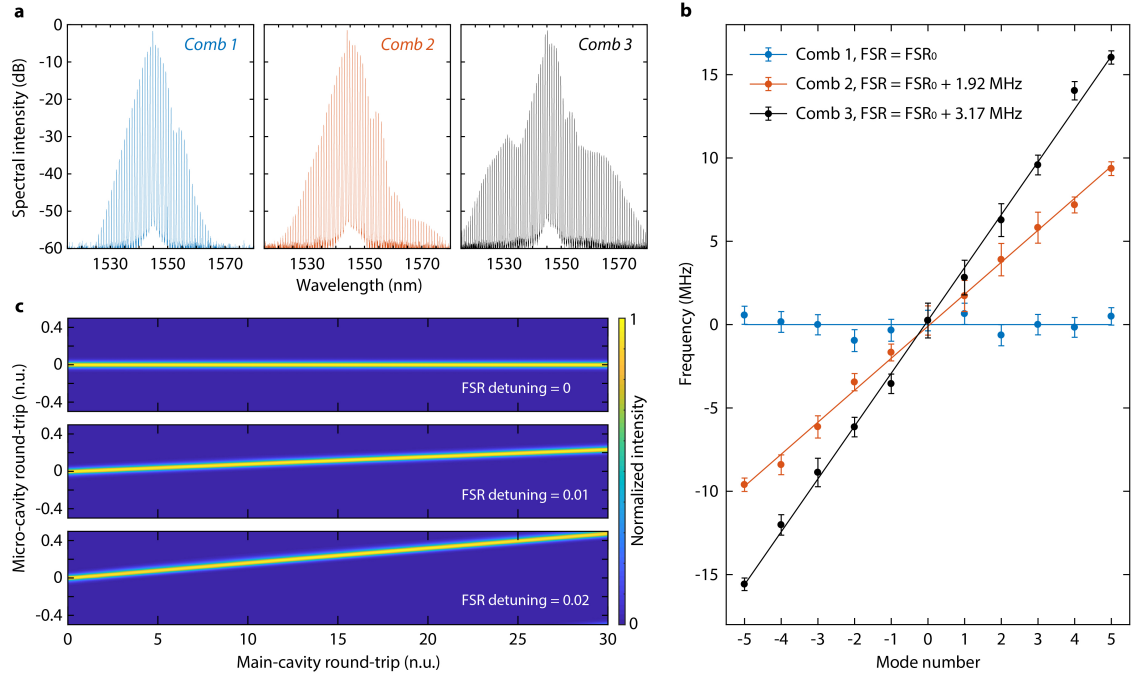 a
Spectral intensity (dB)
0
-10
-20
-30
-40
-50
-60
Comb 1
Comb 2
Comb 3
1530 1550 1570
1530 1550 1570
1530 1550 1570
Wavelength (nm)
b
Comb 1, FSR = FSR₀
Comb 2, FSR = FSR₀ + 1.92 MHz
Comb 3, FSR = FSR₀ + 3.17 MHz
Frequency (MHz)
15
10
5
0
-5
-10
-15
-5 -4 -3 -2 -1 0 1 2 3 4 5
Mode number
c
Micro-cavity round-trip (n.u.)
0.4
0
-0.4
FSR detuning = 0
0.4
0
-0.4
FSR detuning = 0.01
0.4
0
-0.4
FSR detuning = 0.02
0 5 10 15 20 25 30
Main-cavity round-trip (n.u.)
1
Normalized intensity
0